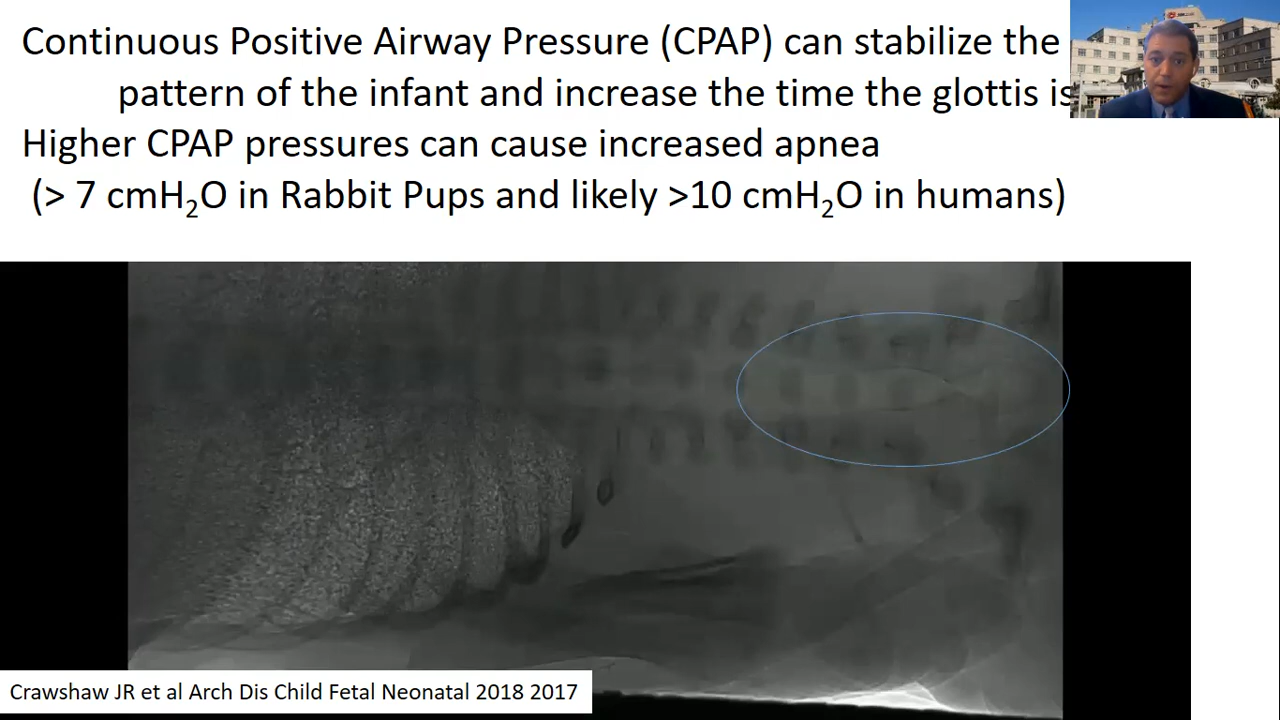 Continuous Positive Airway Pressure (CPAP) can stabilize the
pattern of the infant and increase the time the glottis is
Higher CPAP pressures can cause increased apnea
(> 7 cmH₂O in Rabbit Pups and likely >10 cmH₂O in humans)
Crawshaw JR et al Arch Dis Child Fetal Neonatal 2018 2017